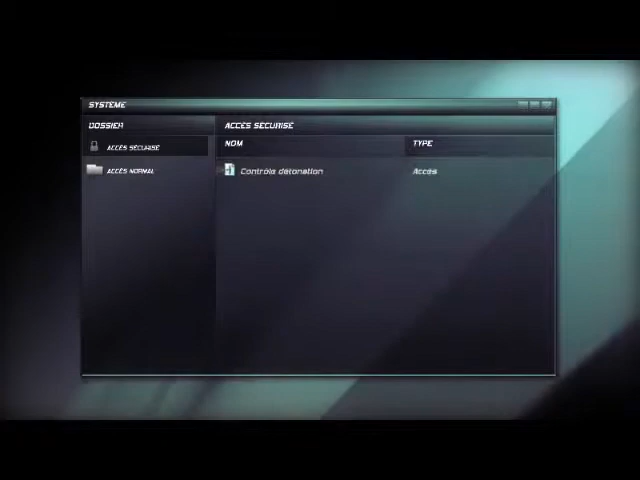 SYSTÈME
DOSSIER
ACCÈS SÉCURISÉ
NOM
TYPE
ACCÈS SÉCURISÉ
ACCÈS NORMAL
Contrôle détonation
Accès